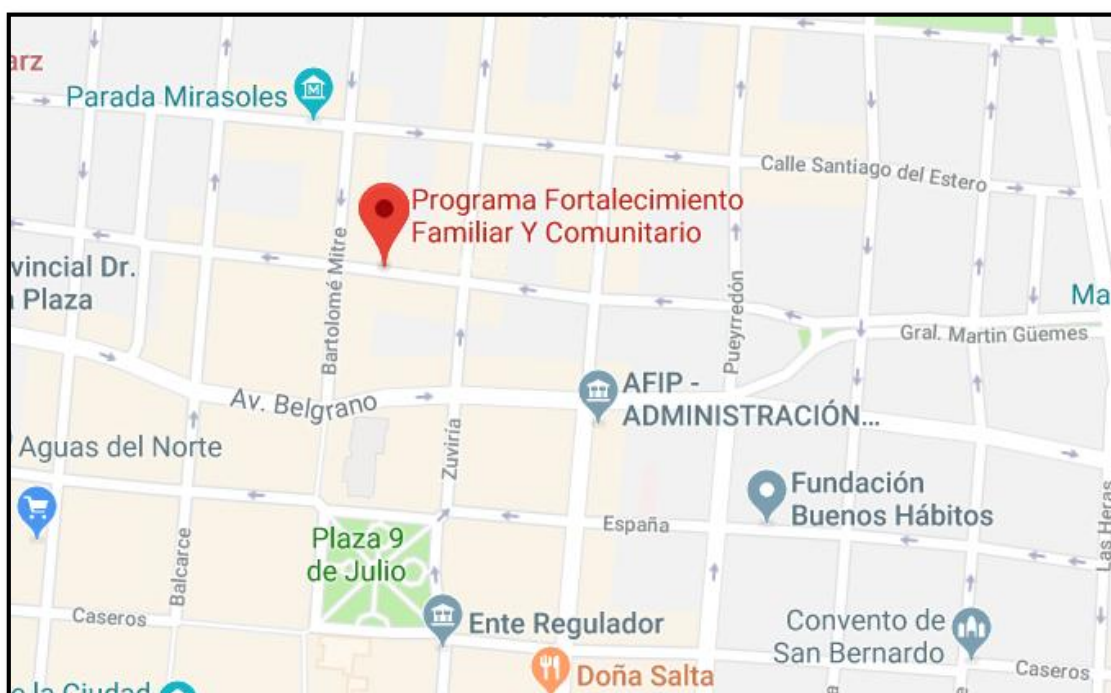 arz
Parada Mirasoles
Calle Santiago del Estero
Programa Fortalecimiento
Familiar Y Comunitario
Bartolomé Mitre
vincial Dr.
Plaza
Pueyrredón
Ma
Gral. Martin Güemes
Av. Belgrano
AFIP -
ADMINISTRACIÓN...
Zuviría
Aguas del Norte
Fundación
Buenos Hábitos
España
Las Heras
Plaza 9
de Julio
Balcarce
Caseros
Ente Regulador
Convento de
San Bernardo
Doña Salta
Caseros
la Ciudad